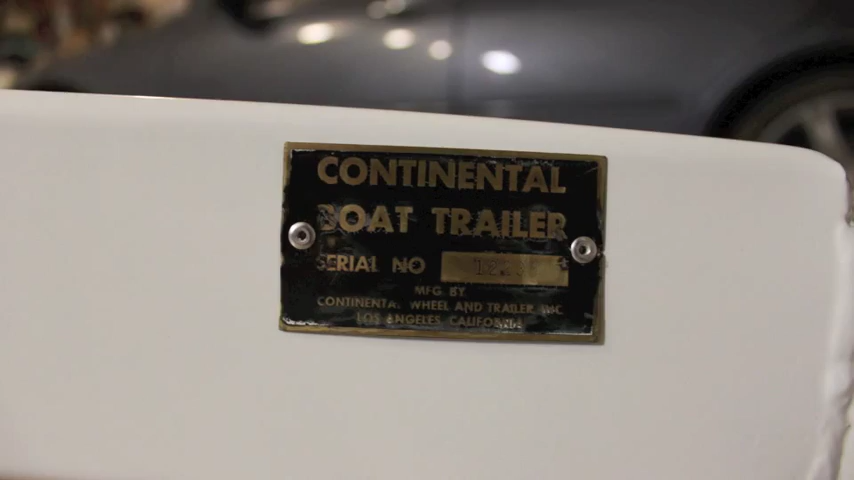 CONTINENTAL
BOAT TRAILER
SERIAL NO
MFG BY
CONTINENTAL WHEEL AND TRAILER, INC
LOS ANGELES, CALIFORNIA